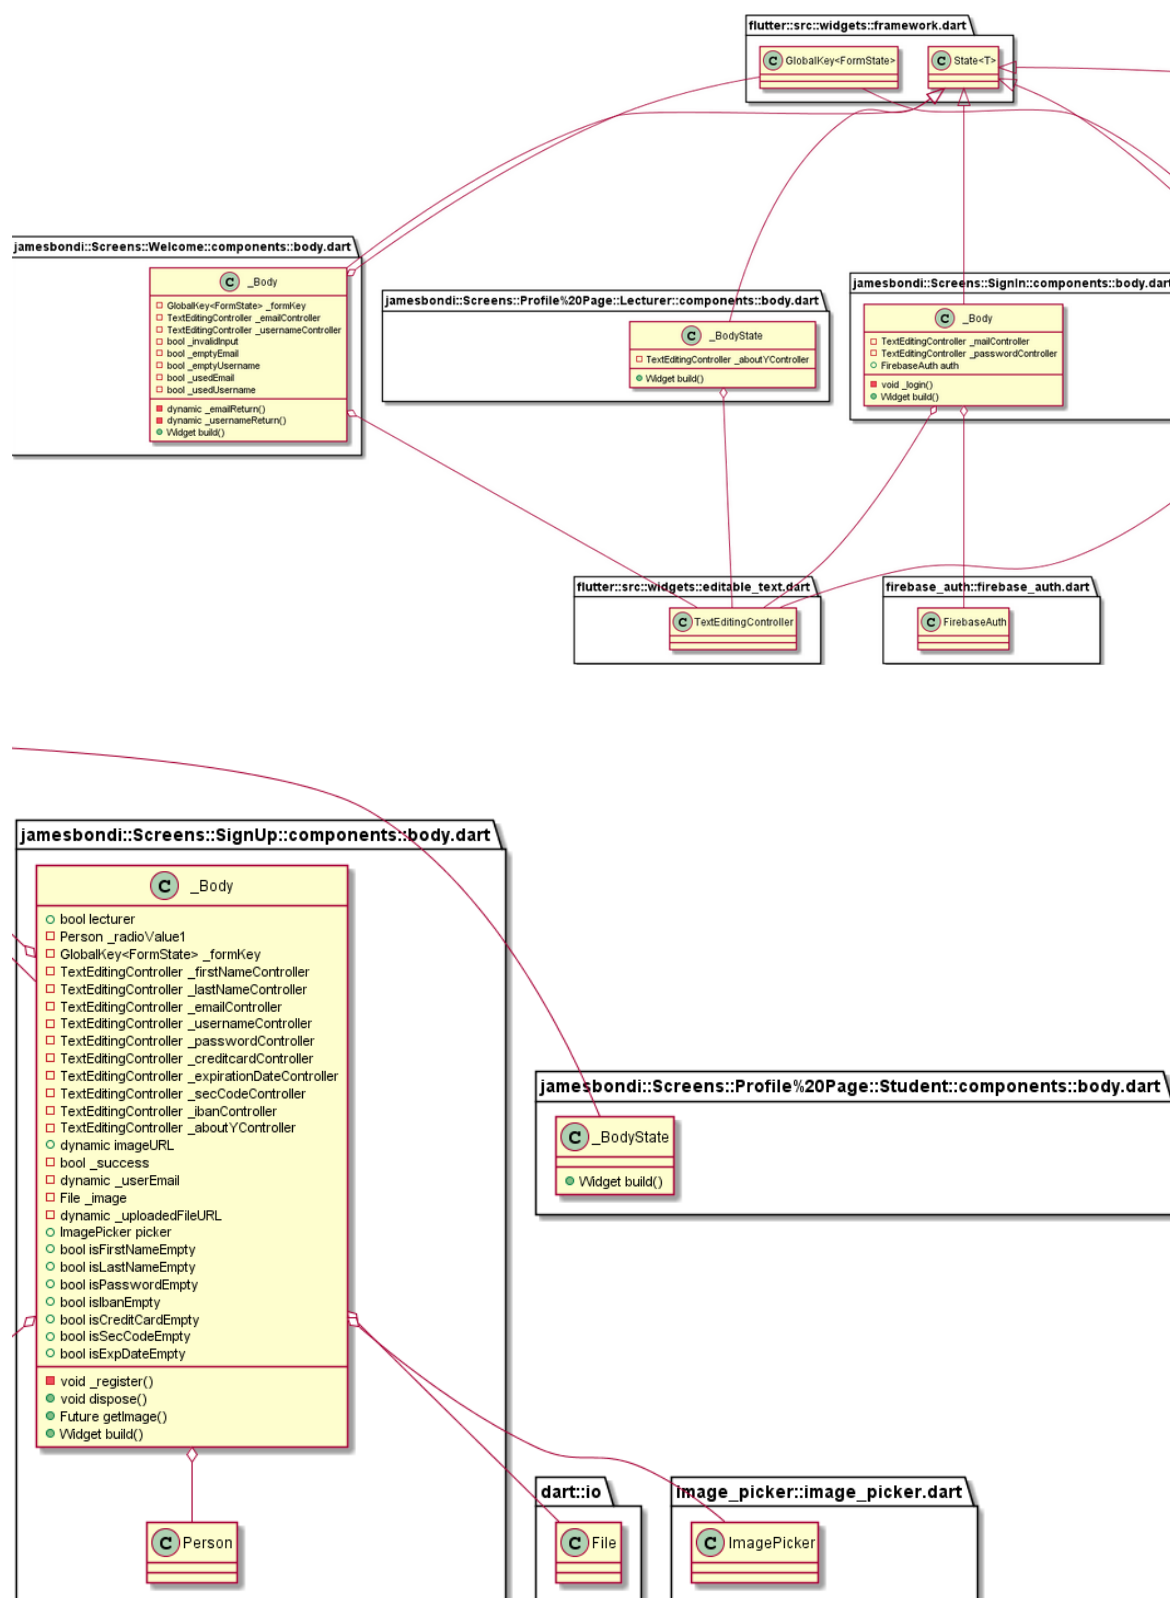 flutter::src::widgets::framework.dart
C GlobalKey<FormState>
C State<T>
jamesbondi::Screens::Welcome::components::body.dart
C _Body
GlobalKey<FormState> _formKey
TextEditingController _emailController
TextEditingController _usernameController
bool _invalidInput
bool _emptyEmail
bool _emptyUsername
bool _usedEmail
bool _usedUsername
dynamic _emailReturn()
dynamic _usernameReturn()
Widget build()
jamesbondi::Screens::Profile%20Page::Lecturer::components::body.dart
C _BodyState
TextEditingController _aboutYController
Widget build()
jamesbondi::Screens::SignIn::components::body.dart
C _Body
TextEditingController _mailController
TextEditingController _passwordController
FirebaseAuth auth
void _login()
Widget build()
flutter::src::widgets::editable_text.dart
C TextEditingController
firebase_auth::firebase_auth.dart
C FirebaseAuth
jamesbondi::Screens::SignUp::components::body.dart
C _Body
bool lecturer
Person _radioValue1
GlobalKey<FormState> _formKey
TextEditingController _firstNameController
TextEditingController _lastNameController
TextEditingController _emailController
TextEditingController _usernameController
TextEditingController _passwordController
TextEditingController _creditcardController
TextEditingController _expirationDateController
TextEditingController _secCodeController
TextEditingController _ibanController
TextEditingController _aboutYController
dynamic imageURL
bool _success
dynamic _userEmail
File _image
dynamic _uploadedFileURL
ImagePicker picker
bool isFirstNameEmpty
bool isLastNameEmpty
bool isPasswordEmpty
bool isIbanEmpty
bool isCreditCardEmpty
bool isSecCodeEmpty
bool isExpDateEmpty
void _register()
void dispose()
Future getImage()
Widget build()
C Person
jamesbondi::Screens::Profile%20Page::Student::components::body.dart
C _BodyState
Widget build()
dart::io
C File
image_picker::image_picker.dart
C ImagePicker